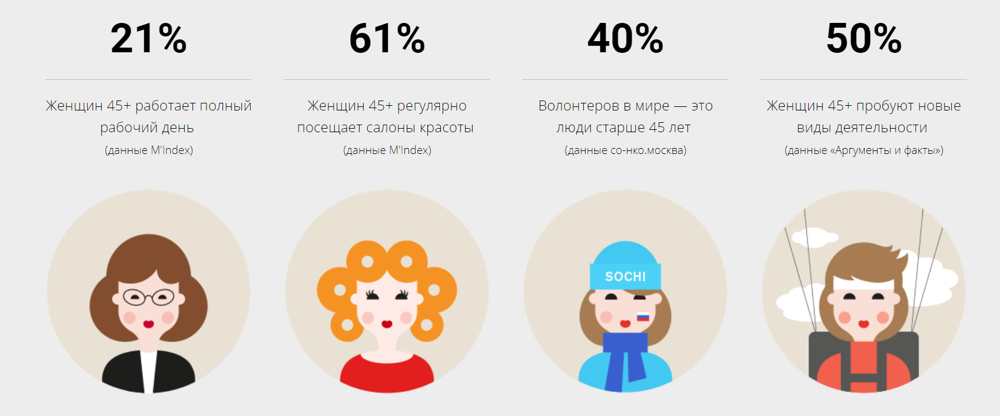 21%
61%
40%
50%
Женщин 45+ работает полный
рабочий день
(данные M'Index)
Женщин 45+ регулярно
посещает салоны красоты
(данные M'Index)
Волонтеров в мире — это
люди старше 45 лет
(данные со-нко.москва)
Женщин 45+ пробуют новые
виды деятельности
(данные «Аргументы и факты»)
SOCHI